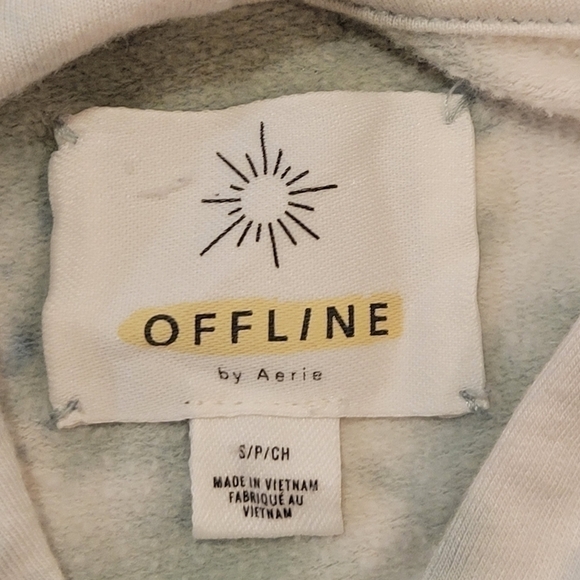 OFFLINE
by Aerie
S/P/CH
MADE IN VIETNAM
FABRIQUÉ AU
VIETNAM